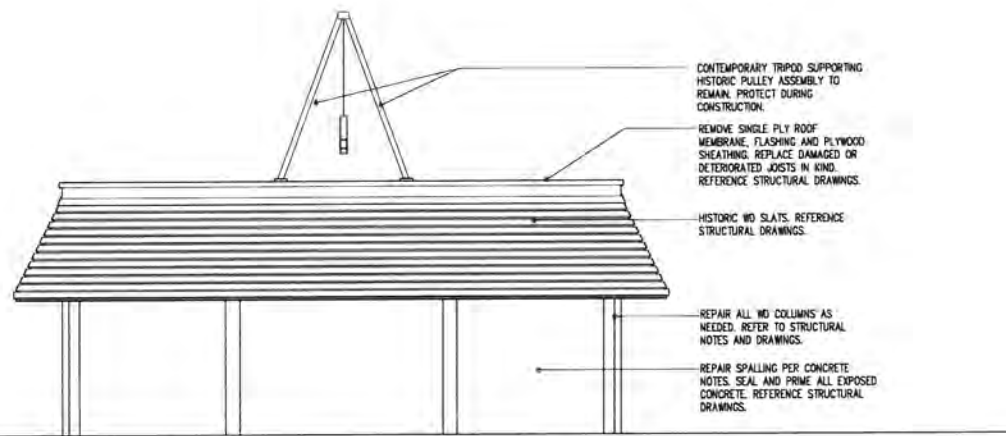 CONTEMPORARY TRIPOD SUPPORTING
HISTORIC PULLEY ASSEMBLY TO
REMAIN, PROTECT DURING
CONSTRUCTION.
REMOVE SINGLE PLY ROOF
MEMBRANE, FLASHING AND PLYWOOD
SHEATHING. REPLACE DAMAGED OR
DETERIORATED JOISTS IN KIND.
REFERENCE STRUCTURAL DRAWINGS.
HISTORIC WD SLATS. REFERENCE
STRUCTURAL DRAWINGS.
REPAIR ALL WD COLUMNS AS
NEEDED. REFER TO STRUCTURAL
NOTES AND DRAWINGS.
REPAIR SPALLING PER CONCRETE
NOTES. SEAL AND PRIME ALL EXPOSED
CONCRETE. REFERENCE STRUCTURAL
DRAWINGS.